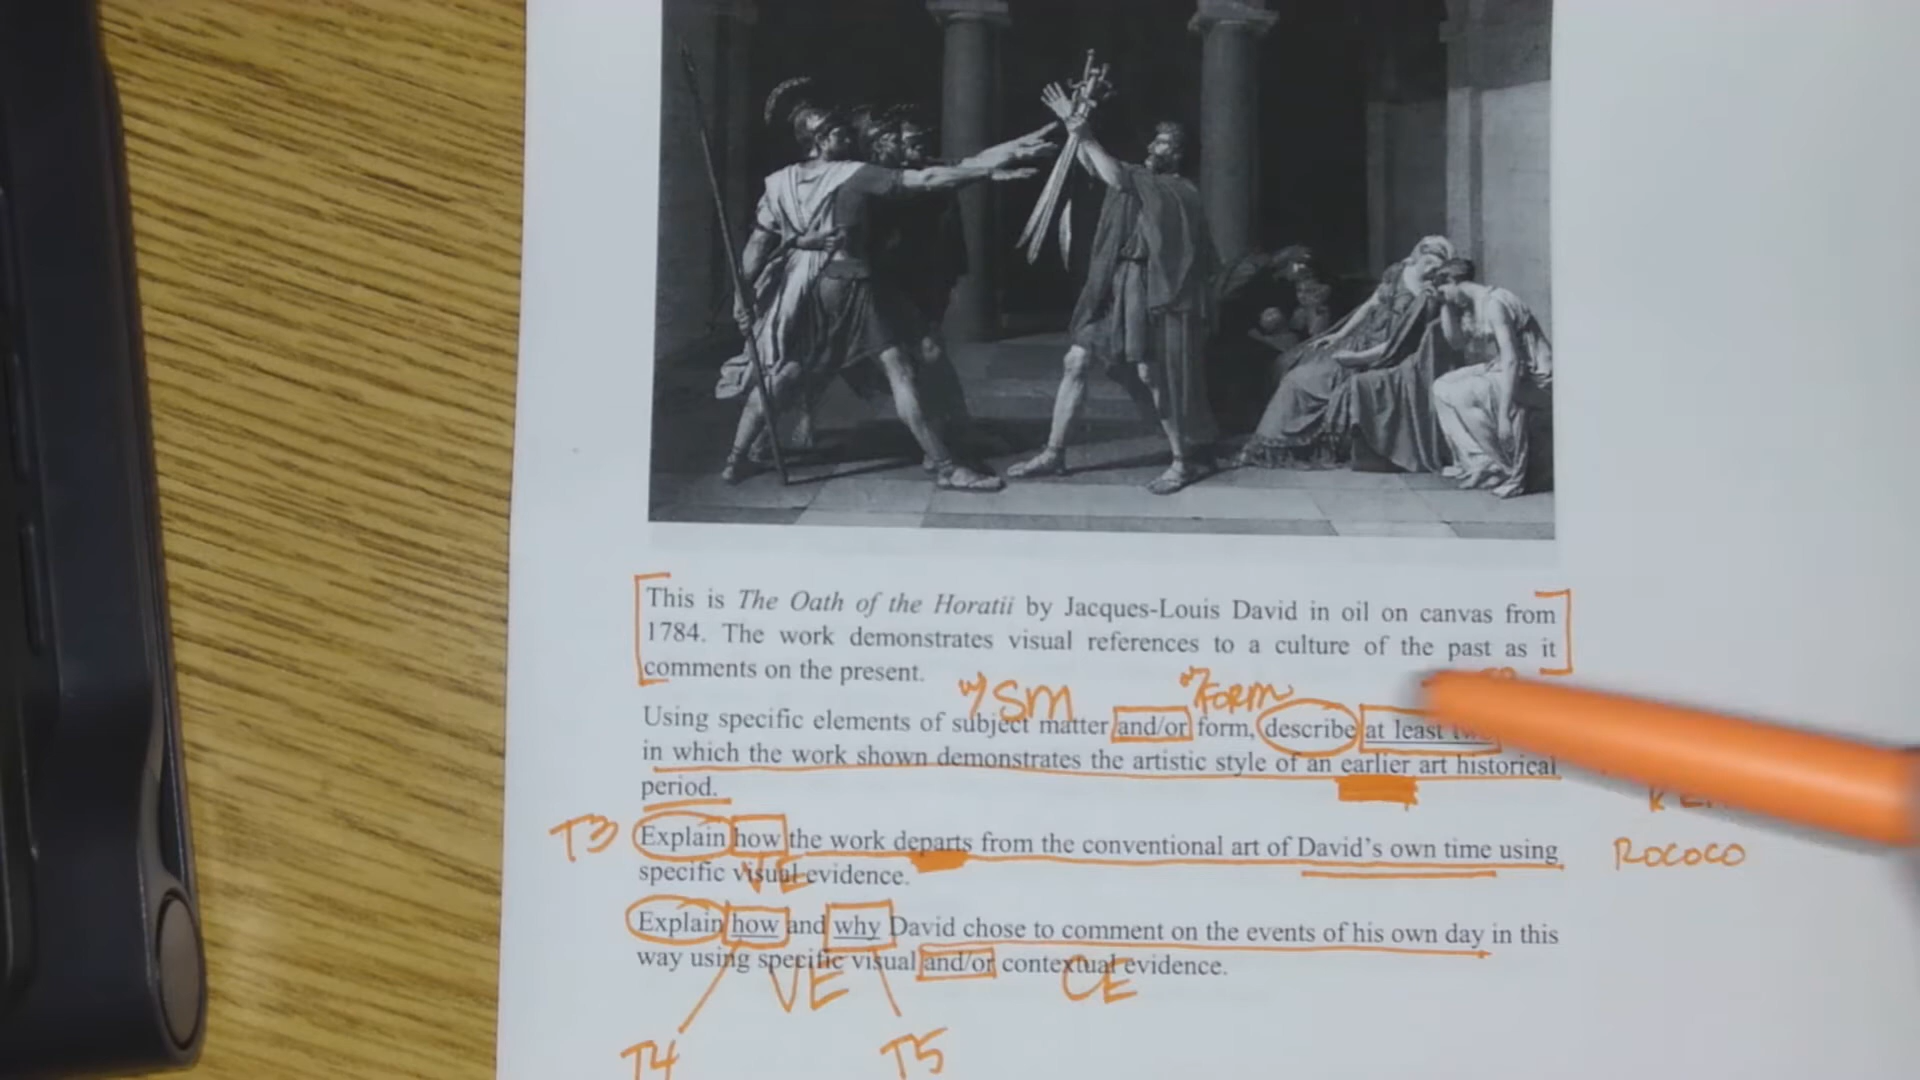 This is The Oath of the Horatii by Jacques-Louis David in oil on canvas from
1784. The work demonstrates visual references to a culture of the past as it
comments on the present.
w/ SM w/ FORM
Using specific elements of subject matter and/or form, describe at least
in which the work shown demonstrates the artistic style of an earlier art historical
period.
T3 Explain how the work departs from the conventional art of David's own time using ROCOCO
specific visual evidence.
VE
Explain how and why David chose to comment on the events of his own day in this
way using specific visual and/or contextual evidence.
VE CE
T4 T5